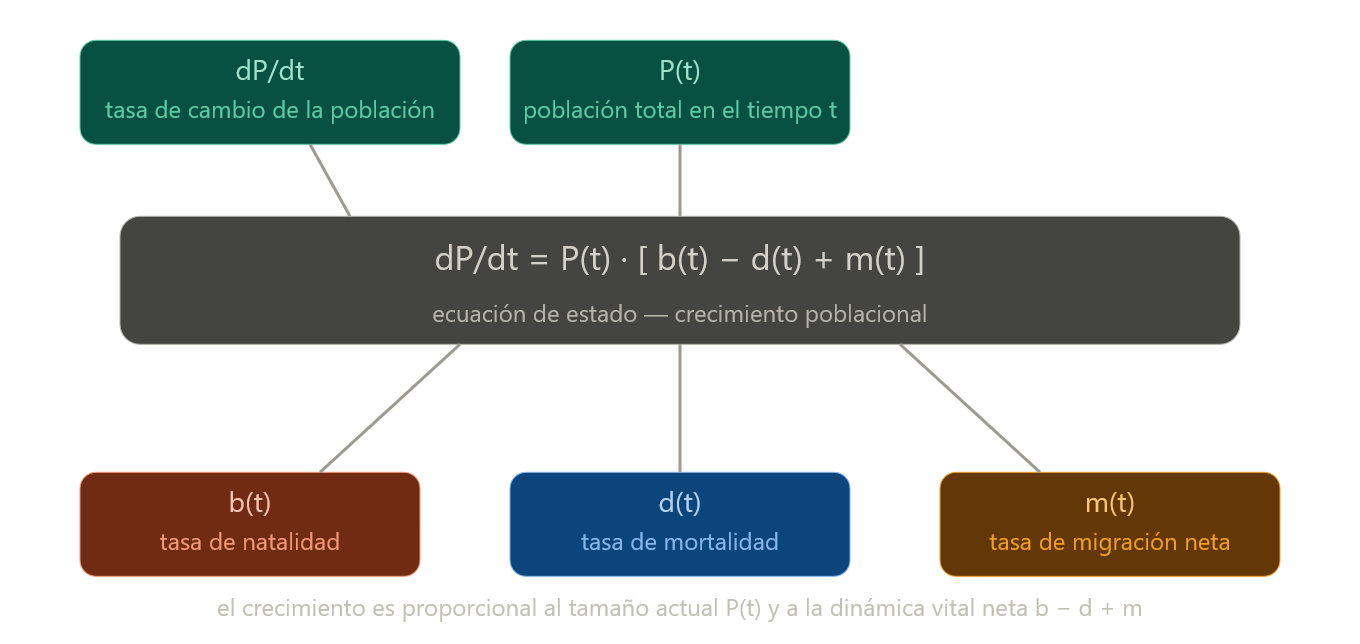 dP/dt
tasa de cambio de la población
P(t)
población total en el tiempo t
dP/dt = P(t) · [ b(t) − d(t) + m(t) ]
ecuación de estado — crecimiento poblacional
b(t)
tasa de natalidad
d(t)
tasa de mortalidad
m(t)
tasa de migración neta
el crecimiento es proporcional al tamaño actual P(t) y a la dinámica vital neta b − d + m